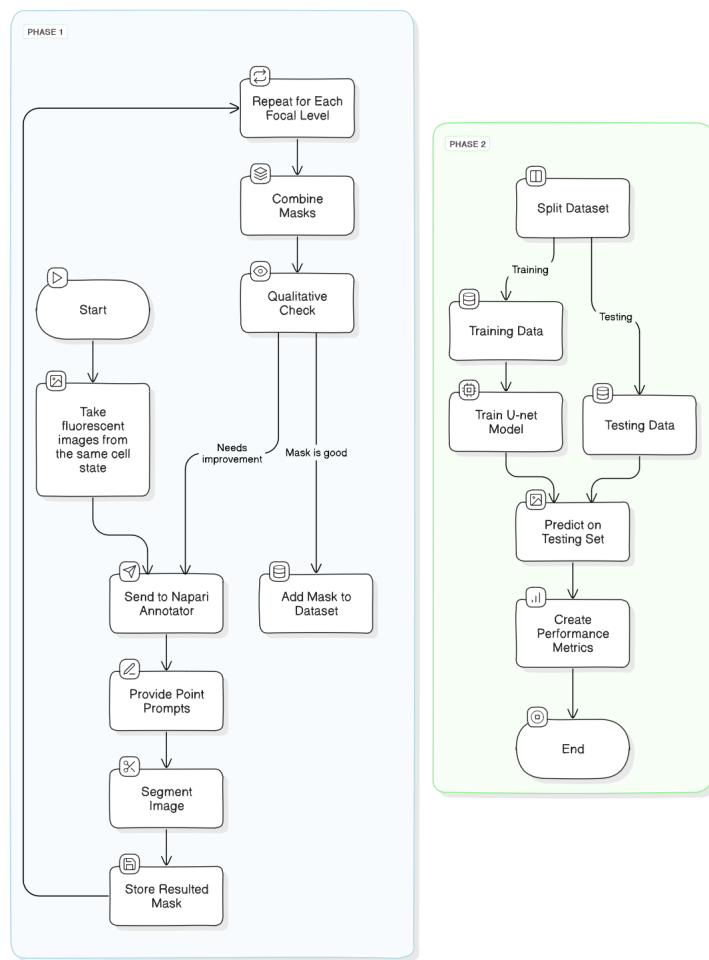 PHASE 1
Repeat for Each
Focal Level
Combine
Masks
Qualitative
Check
Start
Take
fluorescent
images from
the same cell
state
Needs
improvement
Mask is good
Send to Napari
Annotator
Add Mask to
Dataset
Provide Point
Prompts
Segment
Image
Store Resulted
Mask
PHASE 2
Split Dataset
Training
Testing
Training Data
Train U-net
Model
Testing Data
Predict on
Testing Set
Create
Performance
Metrics
End